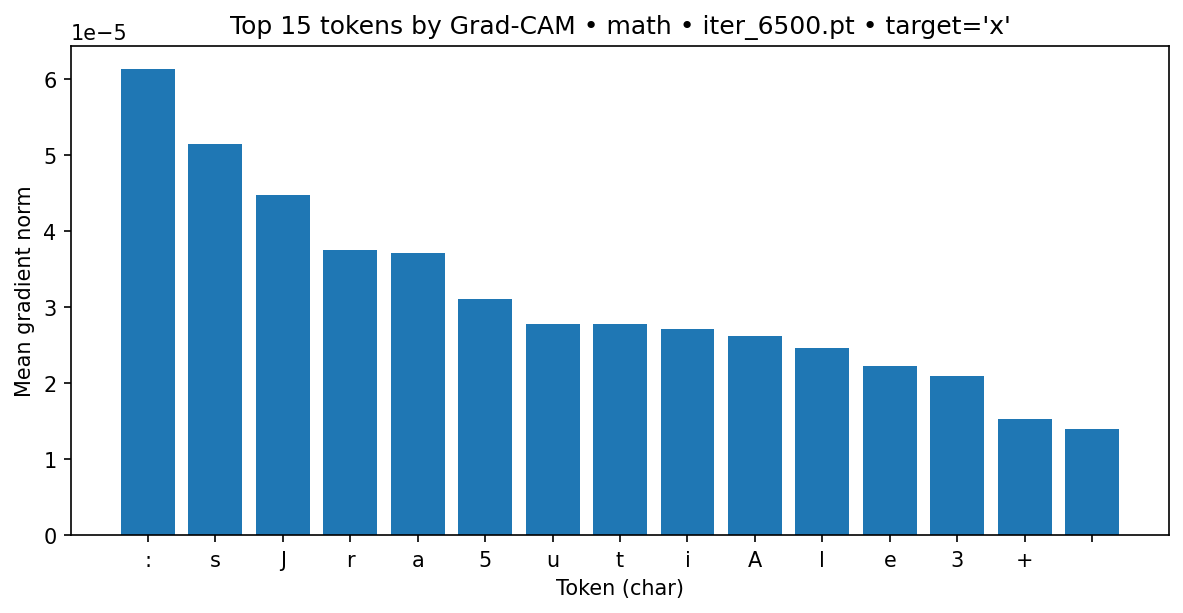 Top 15 tokens by Grad-CAM • math • iter_6500.pt • target='x'
1e−5
6
5
4
3
2
1
0
Mean gradient norm
: s J r a 5 u t i A l e 3 +
Token (char)